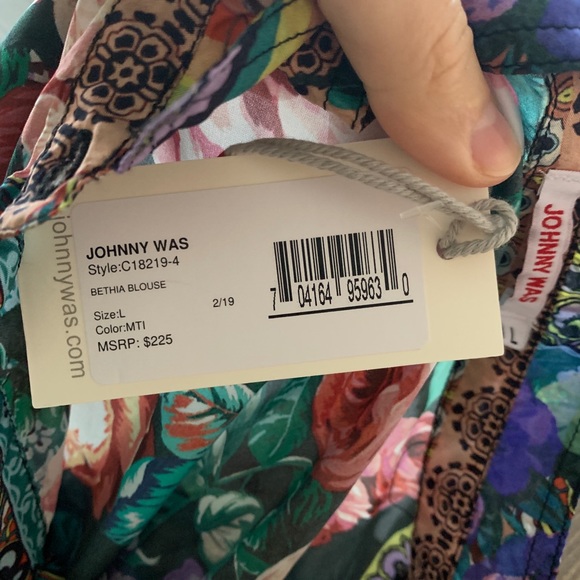 JOHNNY WAS
Style:C18219-4
BETHIA BLOUSE
2/19
Size:L
Color:MTI
MSRP: $225
7 04164 95963 0
johnnywas.com
JOHNNY WAS
L